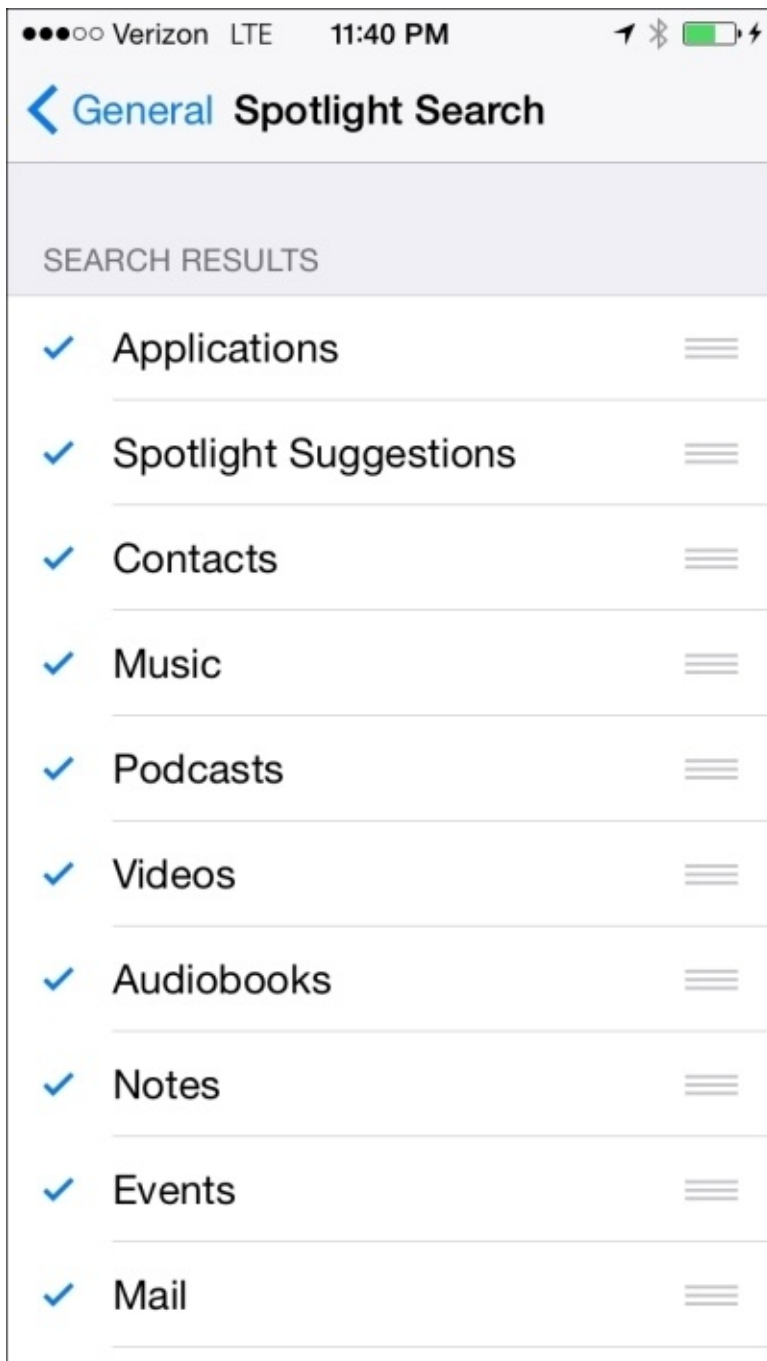 Verizon LTE 11:40 PM
General Spotlight Search
SEARCH RESULTS
Applications
Spotlight Suggestions
Contacts
Music
Podcasts
Videos
Audiobooks
Notes
Events
Mail